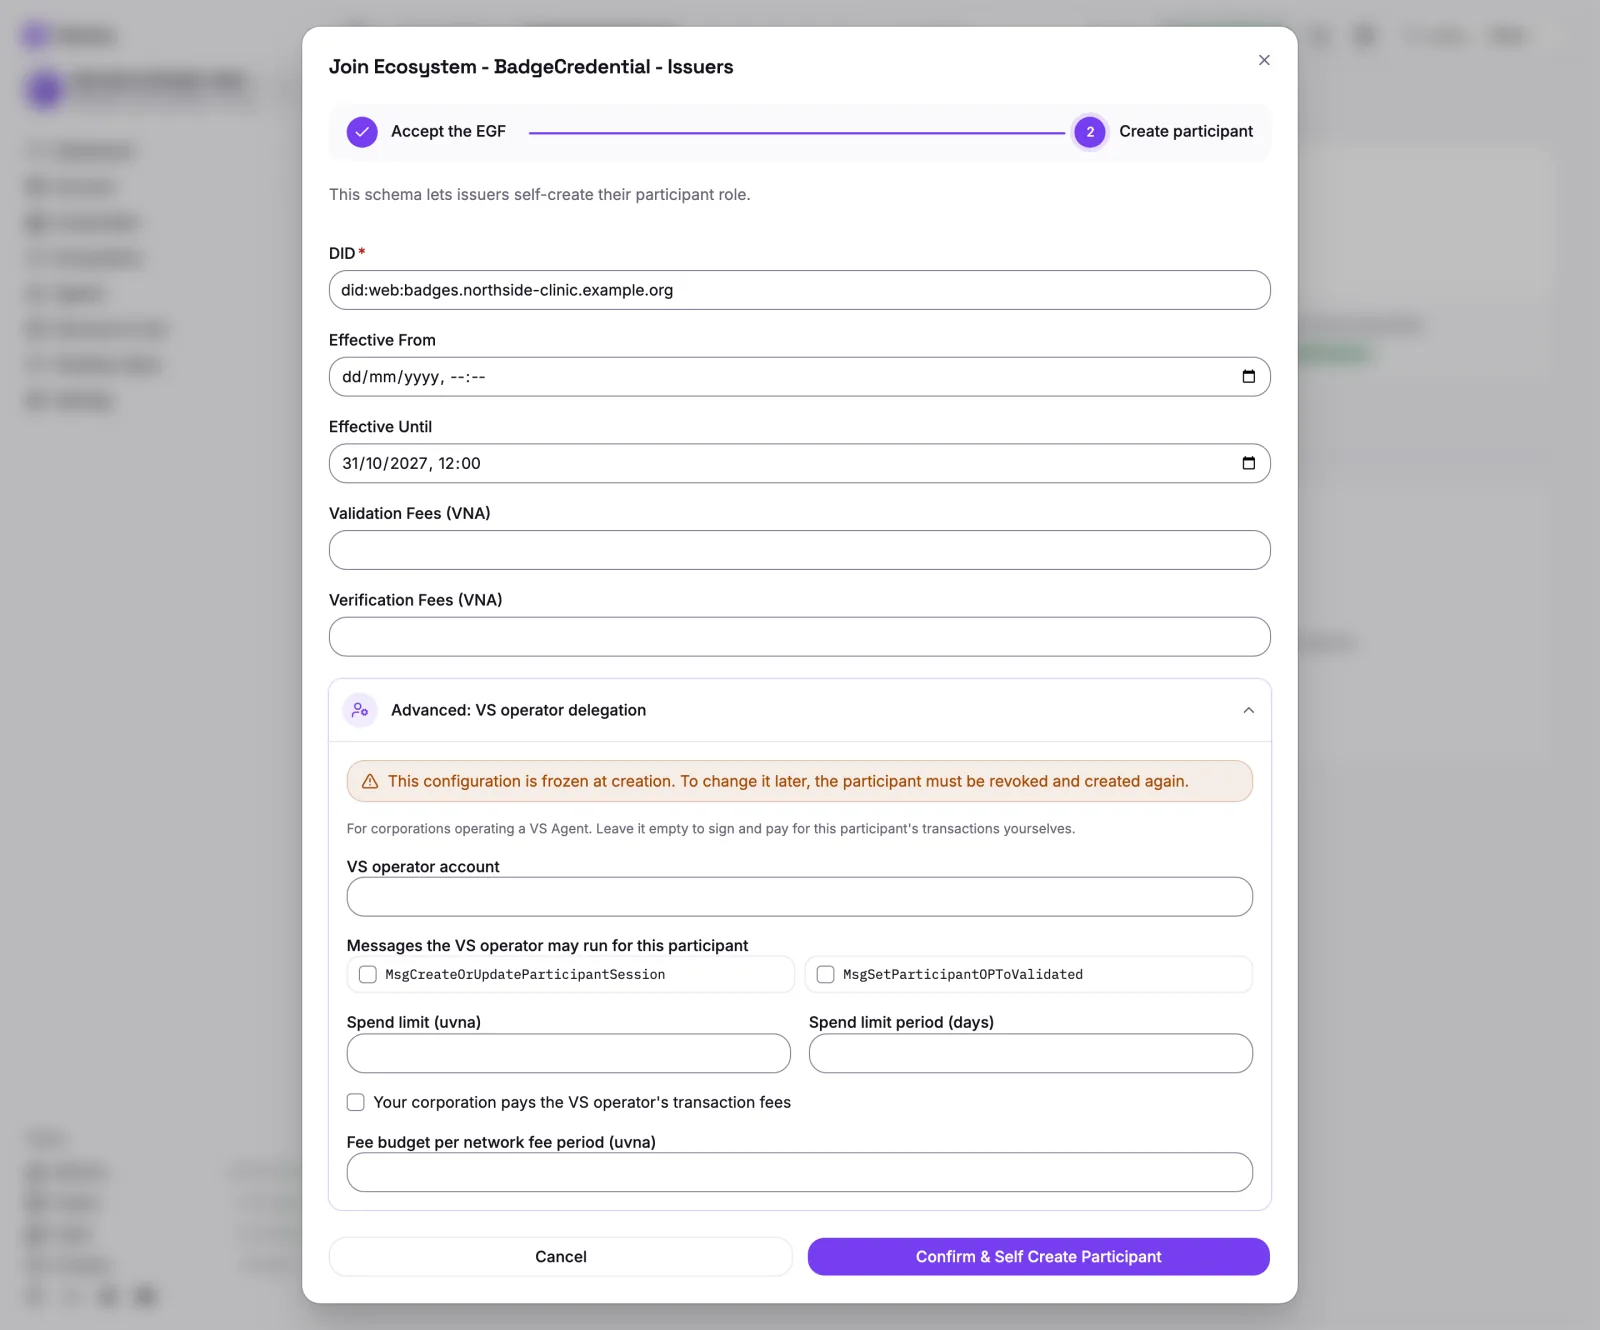 Join Ecosystem - BadgeCredential - Issuers
Accept the EGF
2
Create participant
This schema lets issuers self-create their participant role.
DID*
did:web:badges.northside-clinic.example.org
Effective From
dd/mm/yyyy, --:--
Effective Until
31/10/2027, 12:00
Validation Fees (VNA)
Verification Fees (VNA)
Advanced: VS operator delegation
This configuration is frozen at creation. To change it later, the participant must be revoked and created again.
For corporations operating a VS Agent. Leave it empty to sign and pay for this participant's transactions yourselves.
VS operator account
Messages the VS operator may run for this participant
MsgCreateOrUpdateParticipantSession
MsgSetParticipantOPToValidated
Spend limit (uvna)
Spend limit period (days)
Your corporation pays the VS operator's transaction fees
Fee budget per network fee period (uvna)
Cancel
Confirm & Self Create Participant